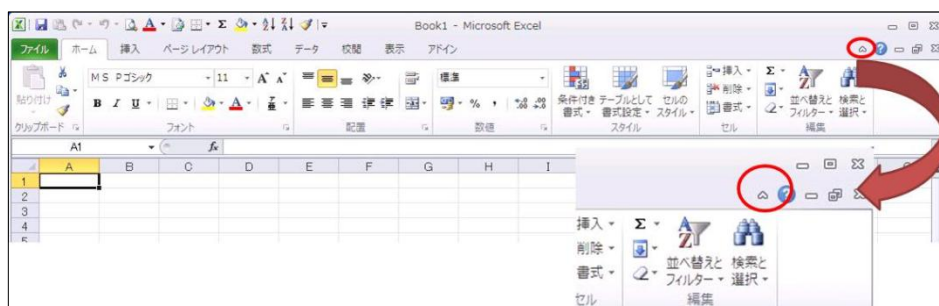 Book1 - Microsoft Excel
ファイル ホーム 挿入 ページ レイアウト 数式 データ 校閲 表示 アドイン
MS Pゴシック 11 A A 標準
B I U A % ,
貼り付け
条件付き 書式 テーブルとして 書式設定 セルの スタイル
挿入 削除 書式
Σ 並べ替えと フィルター 検索と 選択
クリップボード フォント 配置 数値 スタイル セル 編集
A1 fx
A B C D E F G H I
1
2
3
4
5
挿入 Σ
削除 並べ替えと 検索と
書式 フィルター 選択
セル 編集